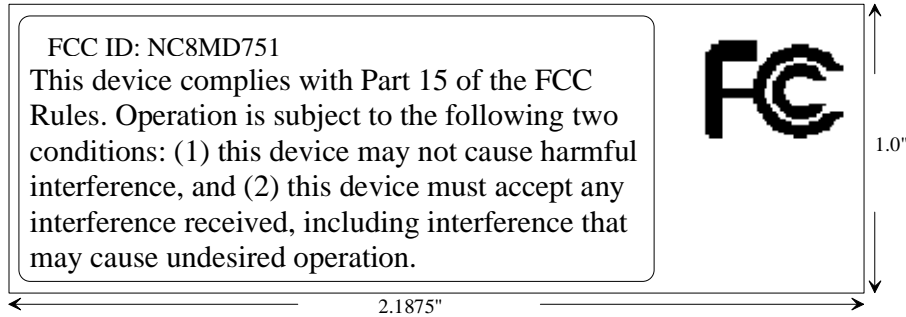 FCC ID: NC8MD751
This device complies with Part 15 of the FCC
Rules. Operation is subject to the following two
conditions: (1) this device may not cause harmful
interference, and (2) this device must accept any
interference received, including interference that
may cause undesired operation.
FCC
1.0"
2.1875"